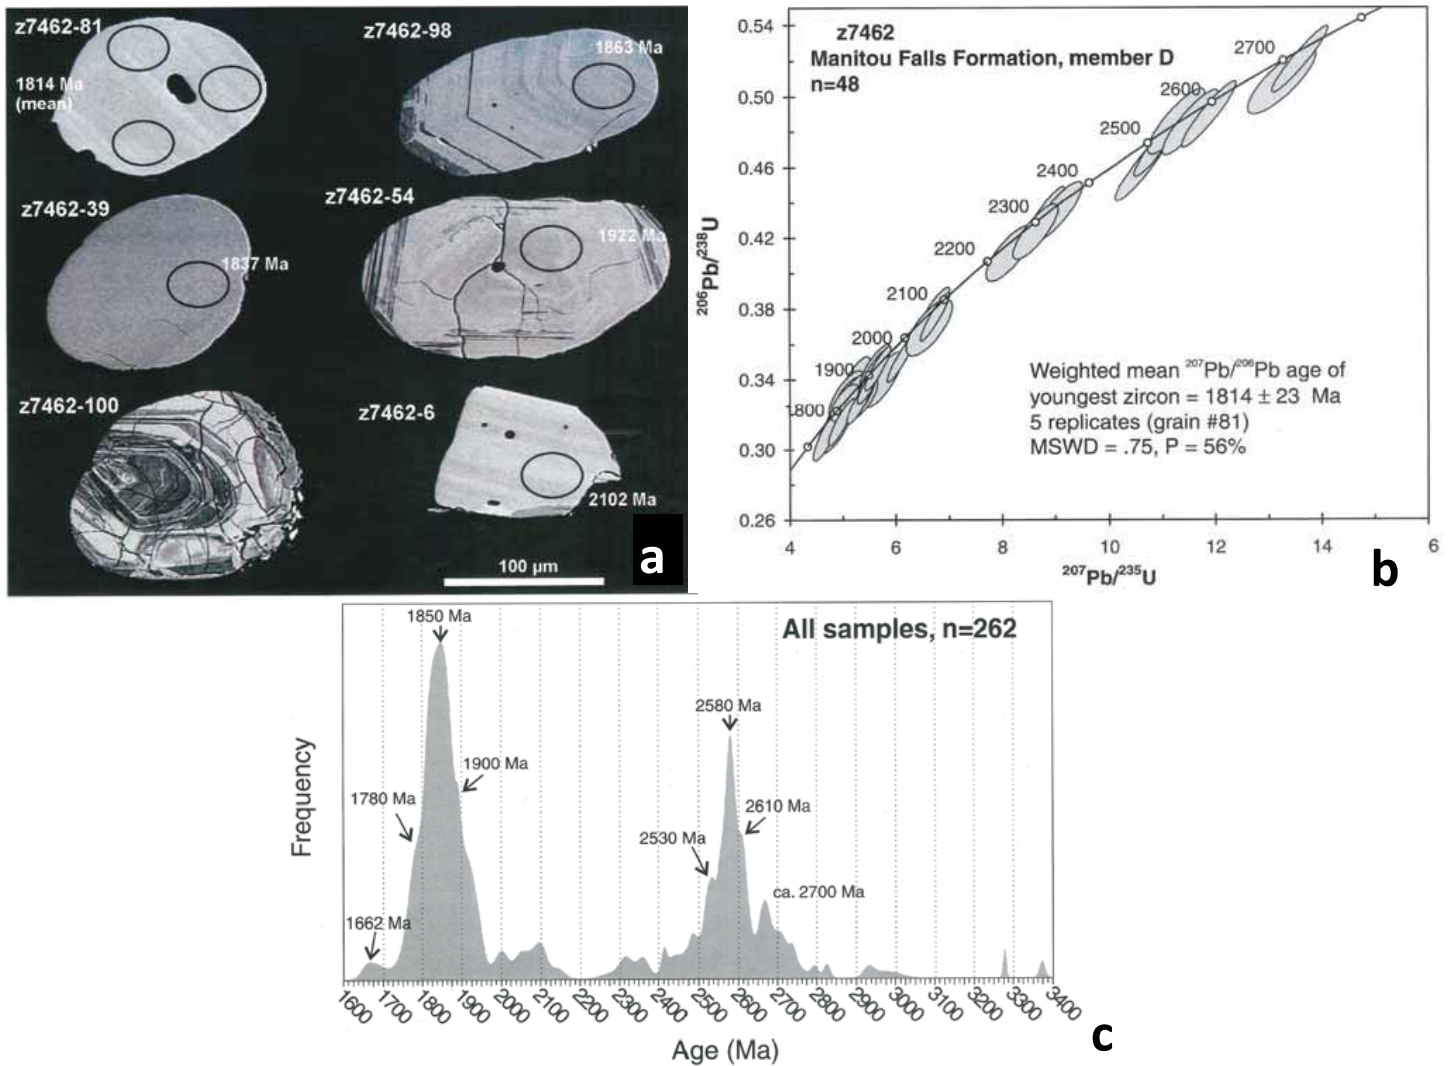 z7462-81
1814 Ma
(mean)
z7462-98
1863 Ma
z7462-39
1837 Ma
z7462-54
1922 Ma
z7462-100
z7462-6
2102 Ma
100 µm
a
z7462
Manitou Falls Formation, member D
n=48
0.54
0.50
0.46
0.42
0.38
0.34
0.30
0.26
²⁰⁶Pb/²³⁸U
2700
2600
2500
2400
2300
2200
2100
2000
1900
1800
Weighted mean ²⁰⁷Pb/²⁰⁶Pb age of
youngest zircon = 1814 ± 23 Ma
5 replicates (grain #81)
MSWD = .75, P = 56%
4 6 8 10 12 14 6
²⁰⁷Pb/²³⁵U
b
All samples, n=262
1850 Ma
1900 Ma
1780 Ma
1662 Ma
2580 Ma
2610 Ma
2530 Ma
ca. 2700 Ma
Frequency
1600 1700 1800 1900 2000 2100 2200 2300 2400 2500 2600 2700 2800 2900 3000 3100 3200 3300 3400
Age (Ma)
c